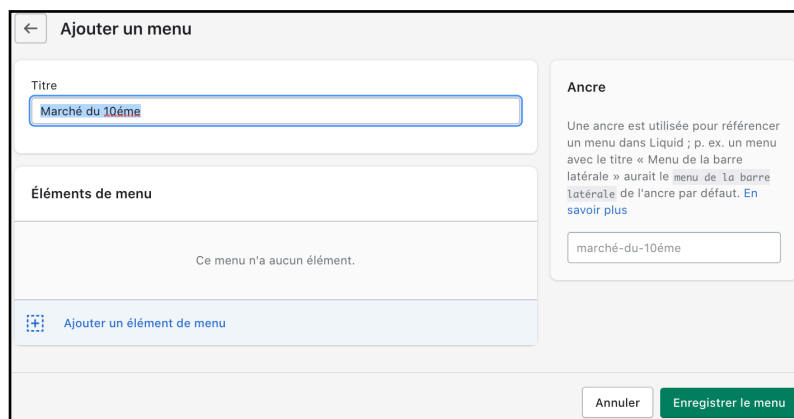 Ajouter un menu
Titre
Marché du 10éme
Éléments de menu
Ce menu n'a aucun élément.
Ajouter un élément de menu
Ancre
Une ancre est utilisée pour référencer
un menu dans Liquid ; p. ex. un menu
avec le titre « Menu de la barre
latérale » aurait le menu de la barre
latérale de l'ancre par défaut. En
savoir plus
marché-du-10éme
Annuler
Enregistrer le menu